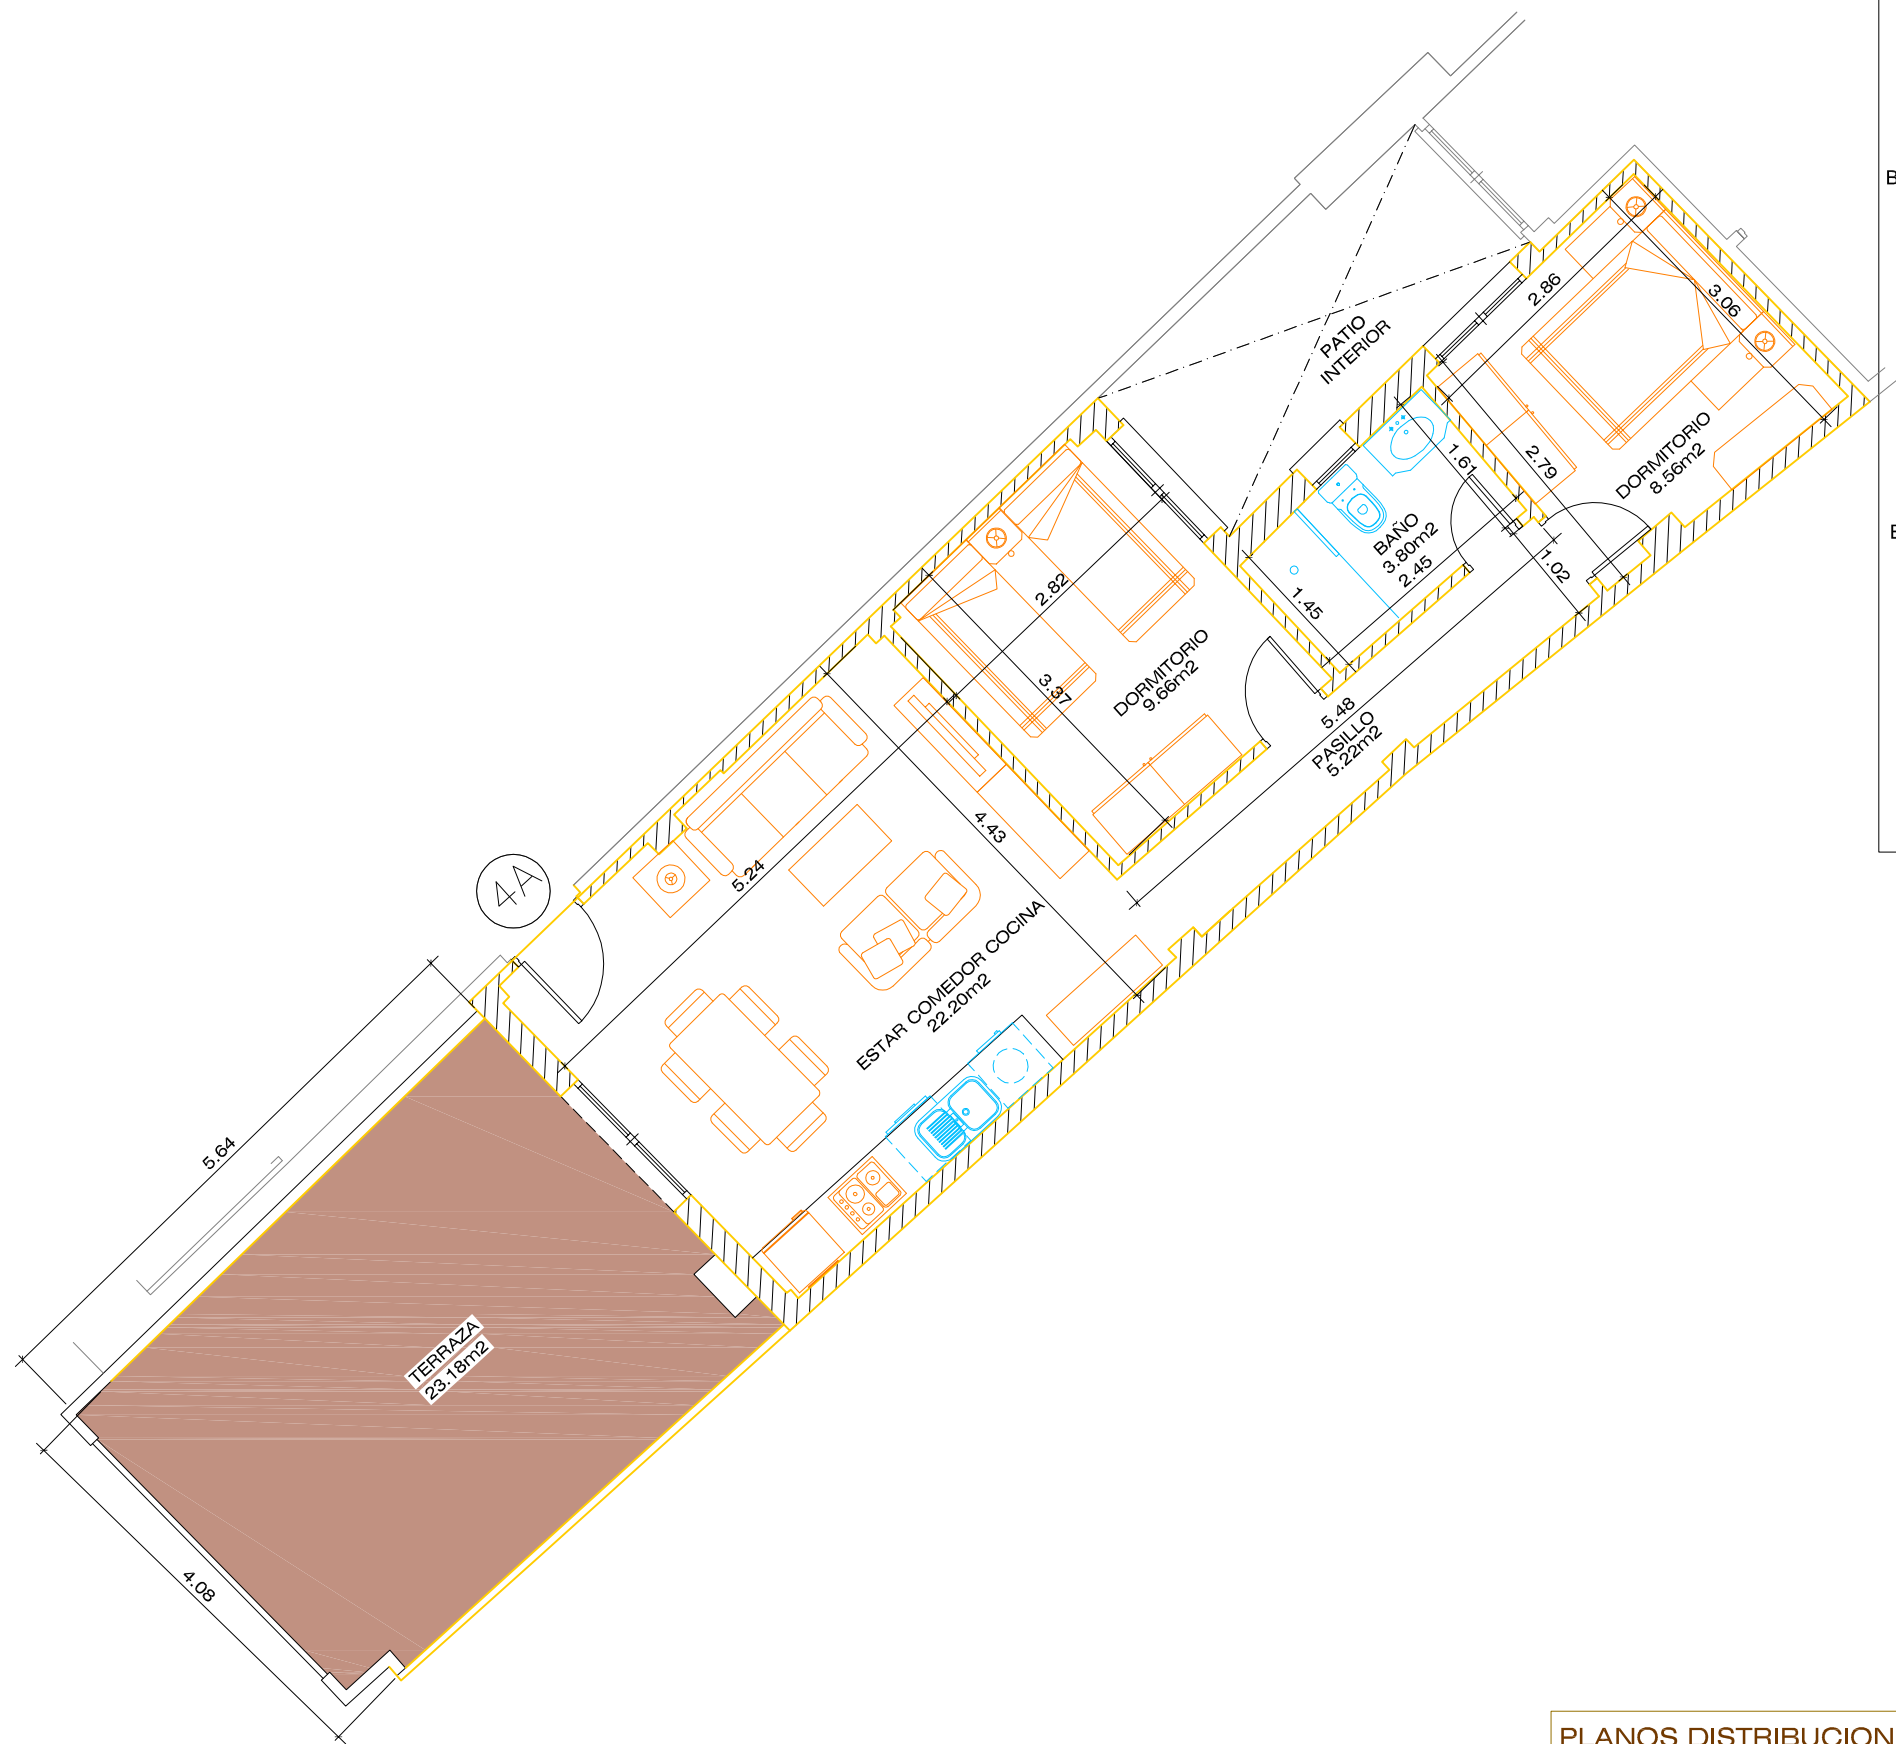 B
2.86
3.06
PATIO
INTERIOR
DORMITORIO
8.56m2
1.61
2.79
BAÑO
3.80m2
2.45
E
1.02
1.45
2.82
DORMITORIO
9.66m2
3.37
5.48
PASILLO
5.22m2
4.43
5.24
4A
ESTAR COMEDOR COCINA
22.20m2
5.64
TERRAZA
23.18m2
4.08
PLANOS DISTRIBUCION